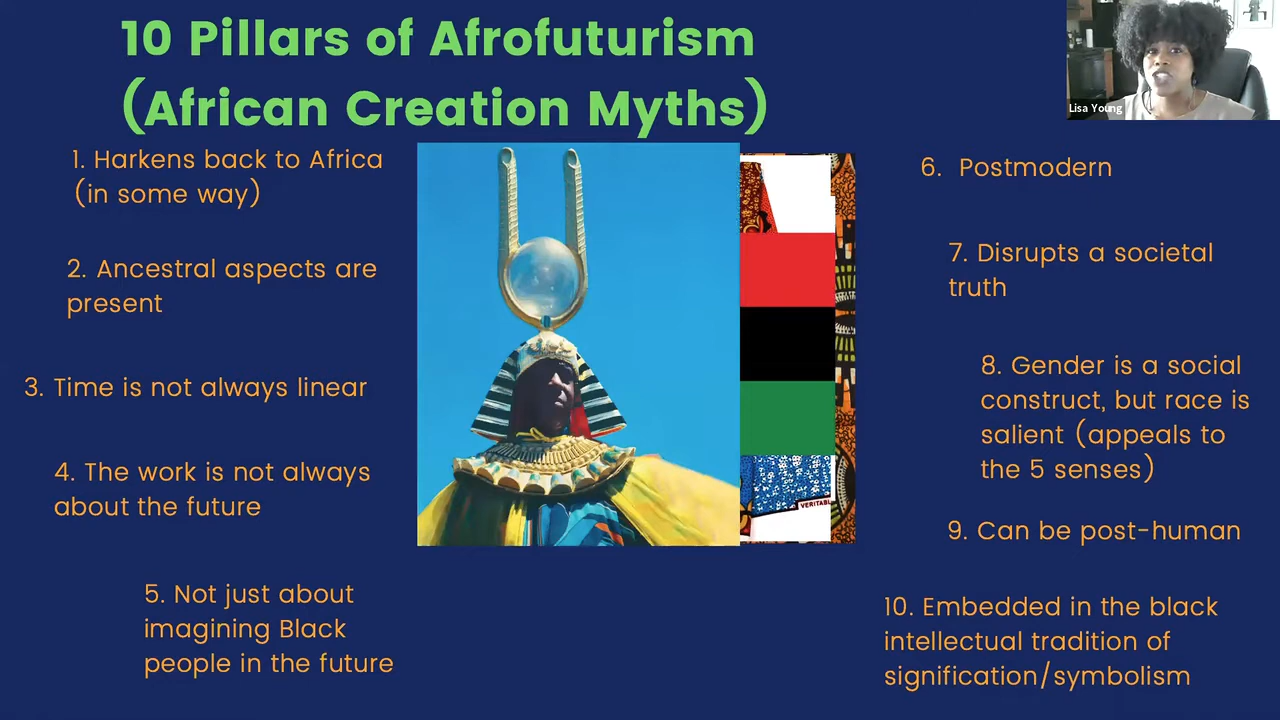 10 Pillars of Afrofuturism
(African Creation Myths)
Lisa Young
1. Harkens back to Africa
(in some way)
2. Ancestral aspects are
present
3. Time is not always linear
4. The work is not always
about the future
5. Not just about
imagining Black
people in the future
VERITABL
6. Postmodern
7. Disrupts a societal
truth
8. Gender is a social
construct, but race is
salient (appeals to
the 5 senses)
9. Can be post-human
10. Embedded in the black
intellectual tradition of
signification/symbolism